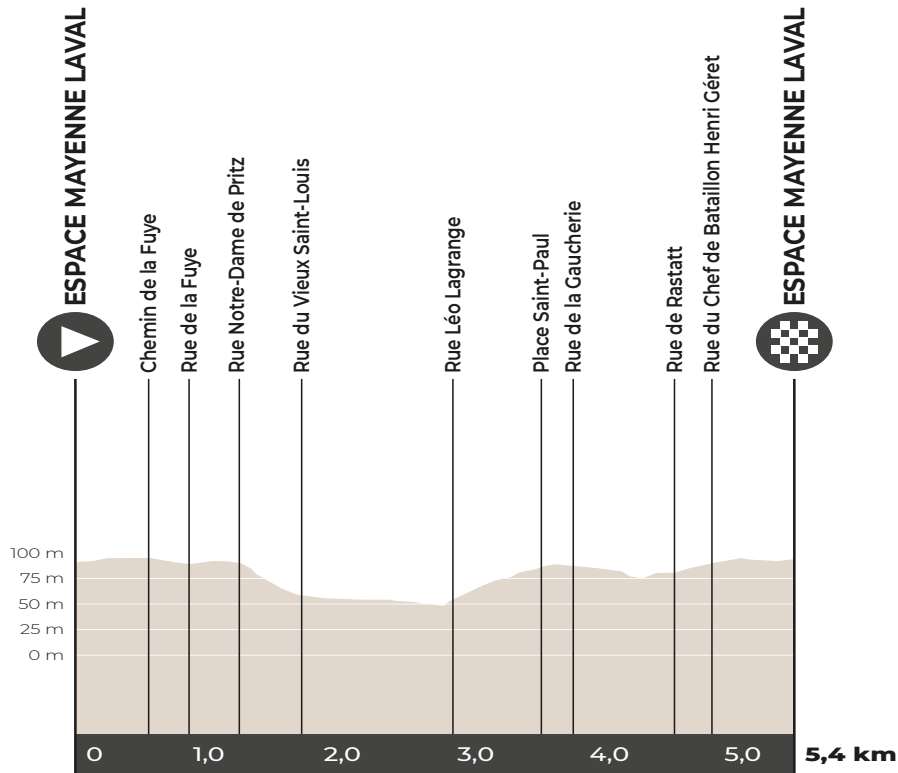 ESPACE MAYENNE LAVAL
Chemin de la Fuye
Rue de la Fuye
Rue Notre-Dame de Pritz
Rue du Vieux Saint-Louis
Rue Léo Lagrange
Place Saint-Paul
Rue de la Gaucherie
Rue de Rastatt
Rue du Chef de Bataillon Henri Géret
ESPACE MAYENNE LAVAL
100 m
75 m
50 m
25 m
0 m
0 1,0 2,0 3,0 4,0 5,0 5,4 km